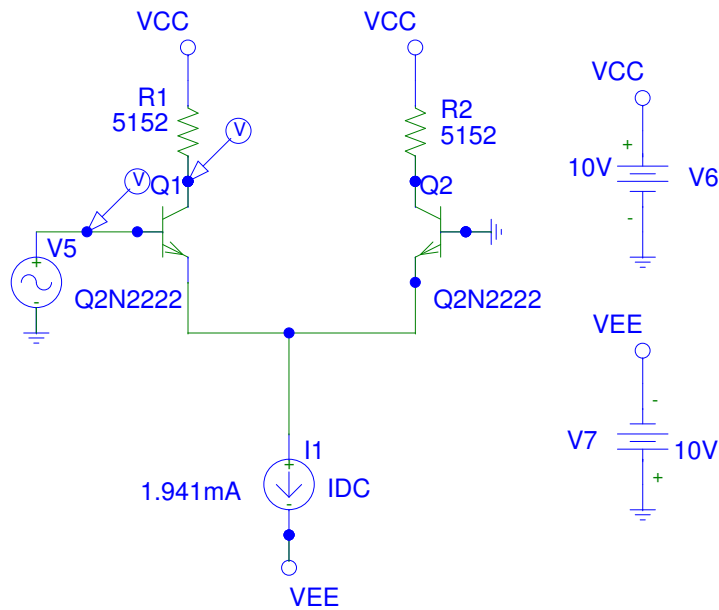 VCC
VCC
VCC
R1
5152
R2
5152
+
10V
V6
-
V
V
Q1
Q2
V5
+
-
Q2N2222
Q2N2222
VEE
-
V7
10V
+
I1
+
1.941mA
IDC
-
VEE